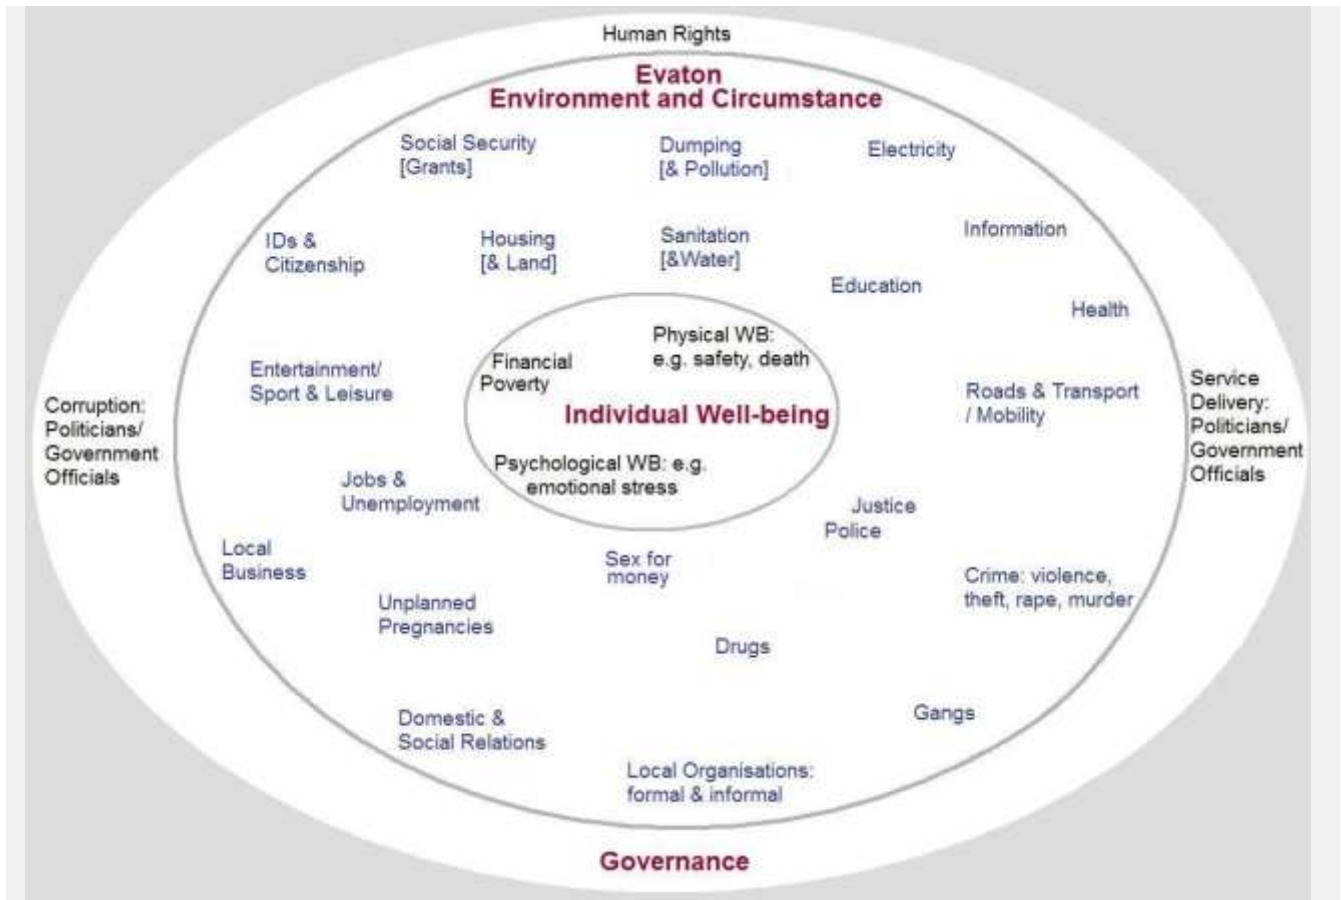 Human Rights
Evaton
Environment and Circumstance
Social Security
[Grants]
Dumping
[& Pollution]
Electricity
IDs &
Citizenship
Housing
[& Land]
Sanitation
[&Water]
Information
Education
Health
Financial
Poverty
Physical WB:
e.g. safety, death
Individual Well-being
Psychological WB: e.g.
emotional stress
Entertainment/
Sport & Leisure
Roads & Transport
/ Mobility
Corruption:
Politicians/
Government
Officials
Service
Delivery:
Politicians/
Government
Officials
Jobs &
Unemployment
Justice
Police
Local
Business
Sex for
money
Crime: violence,
theft, rape, murder
Unplanned
Pregnancies
Drugs
Domestic &
Social Relations
Gangs
Local Organisations:
formal & informal
Governance